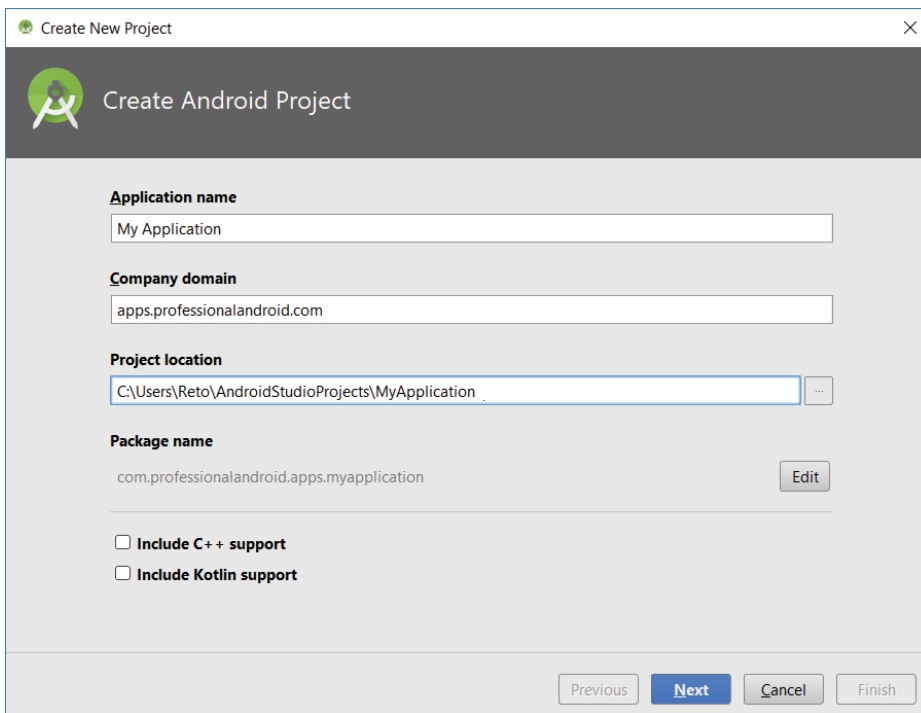 Create New Project
Create Android Project
Application name
My Application
Company domain
apps.professionalandroid.com
Project location
C:\Users\Reto\AndroidStudioProjects\MyApplication
...
Package name
com.professionalandroid.apps.myapplication
Edit
Include C++ support
Include Kotlin support
Previous
Next
Cancel
Finish